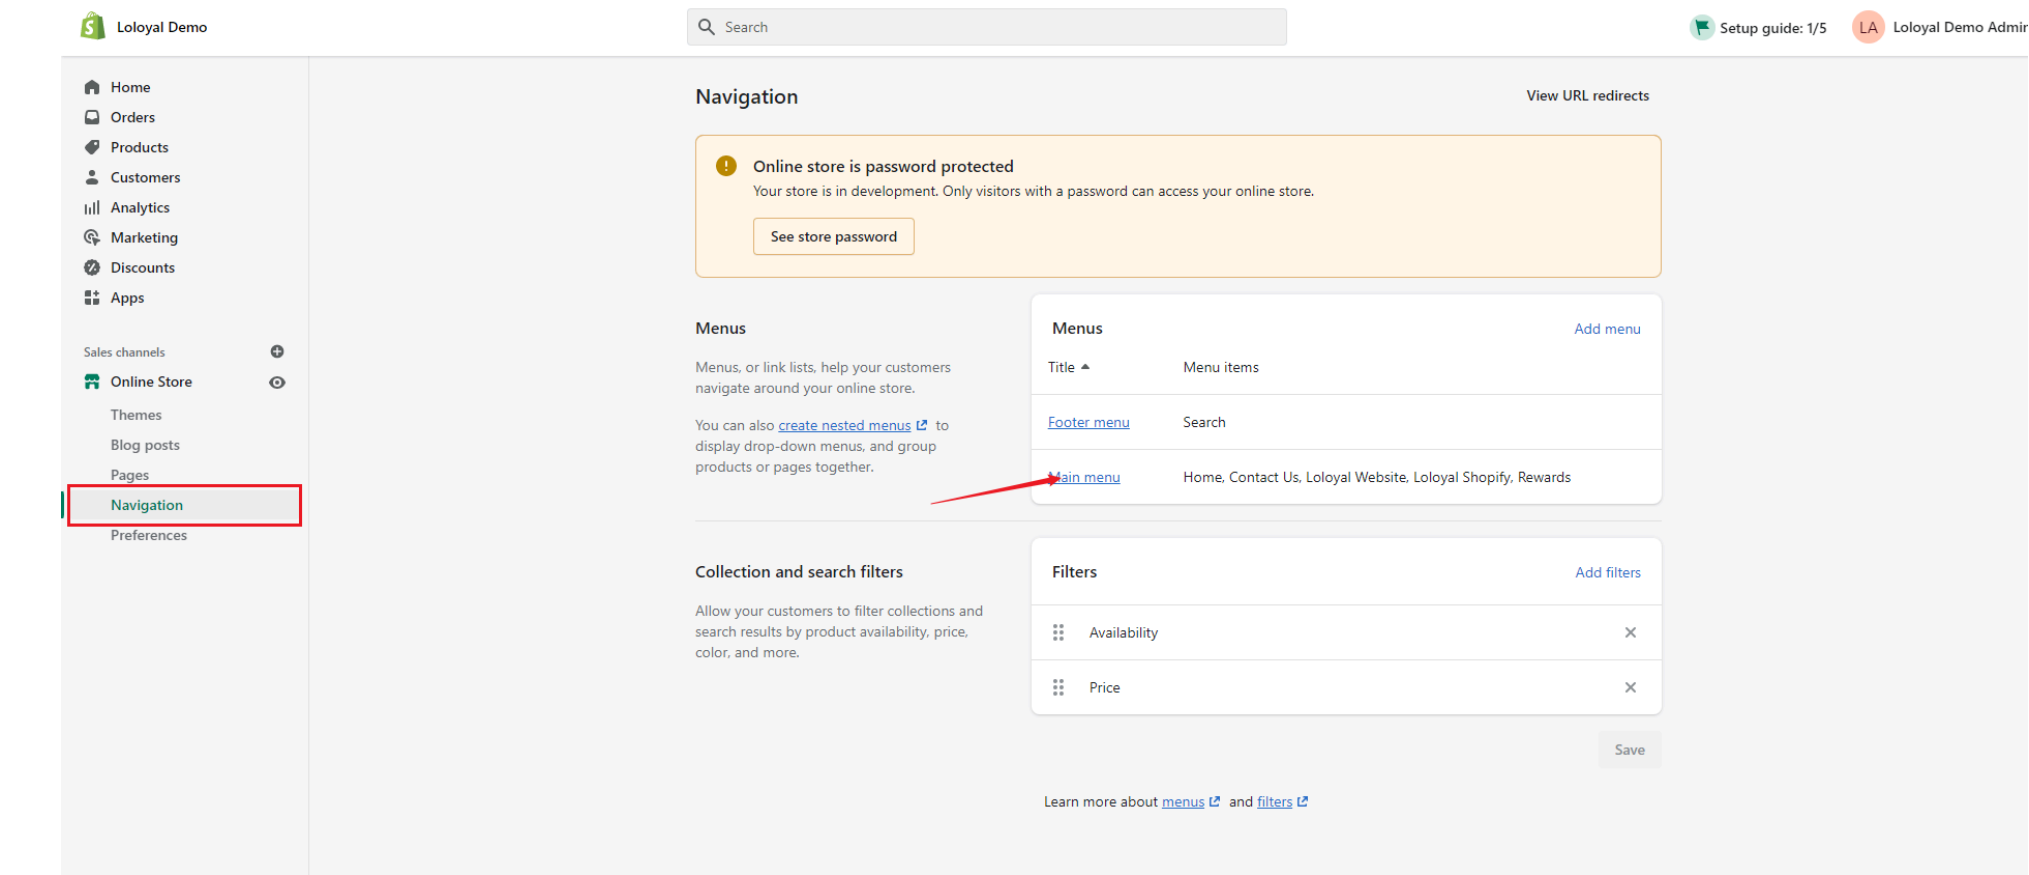 Loloyal Demo
Search
Setup guide: 1/5
LA
Loloyal Demo Admin
Home
Orders
Products
Customers
Analytics
Marketing
Discounts
Apps
Sales channels
Online Store
Themes
Blog posts
Pages
Navigation
Preferences
Navigation
View URL redirects
Online store is password protected
Your store is in development. Only visitors with a password can access your online store.
See store password
Menus
Menus, or link lists, help your customers
navigate around your online store.
You can also create nested menus to
display drop-down menus, and group
products or pages together.
Menus
Add menu
Title
Menu items
Footer menu
Search
Main menu
Home, Contact Us, Loloyal Website, Loloyal Shopify, Rewards
Collection and search filters
Allow your customers to filter collections and
search results by product availability, price,
color, and more.
Filters
Add filters
Availability
Price
Save
Learn more about menus and filters